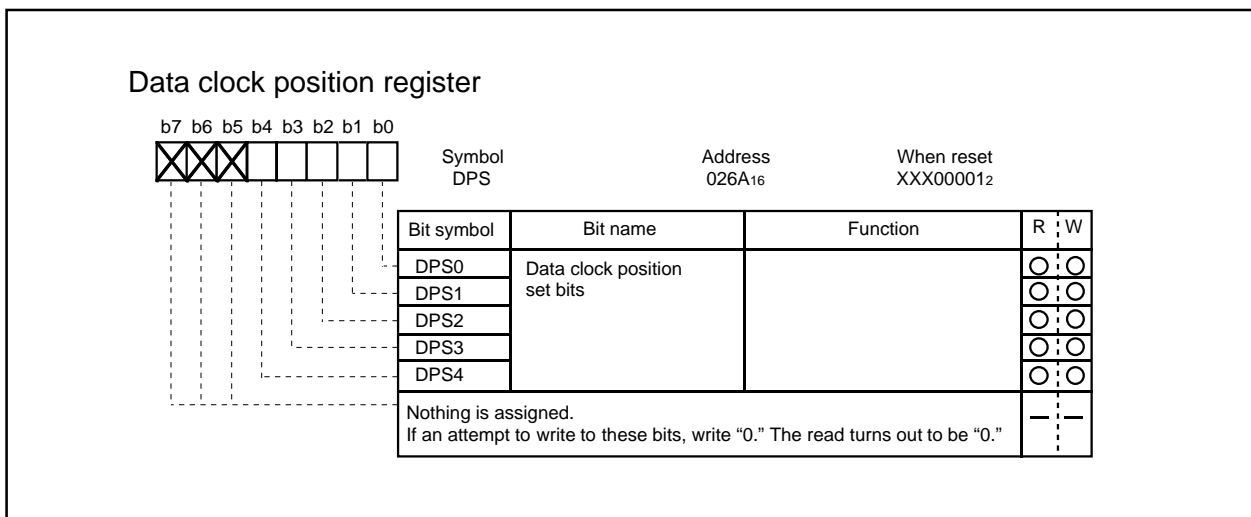 Data clock position register
b7 b6 b5 b4 b3 b2 b1 b0
Symbol Address When reset
DPS 026A16 XXX000012
Bit symbol Bit name Function R W
DPS0 Data clock position
DPS1 set bits
DPS2
DPS3
DPS4
Nothing is assigned.
If an attempt to write to these bits, write “0.” The read turns out to be “0.”